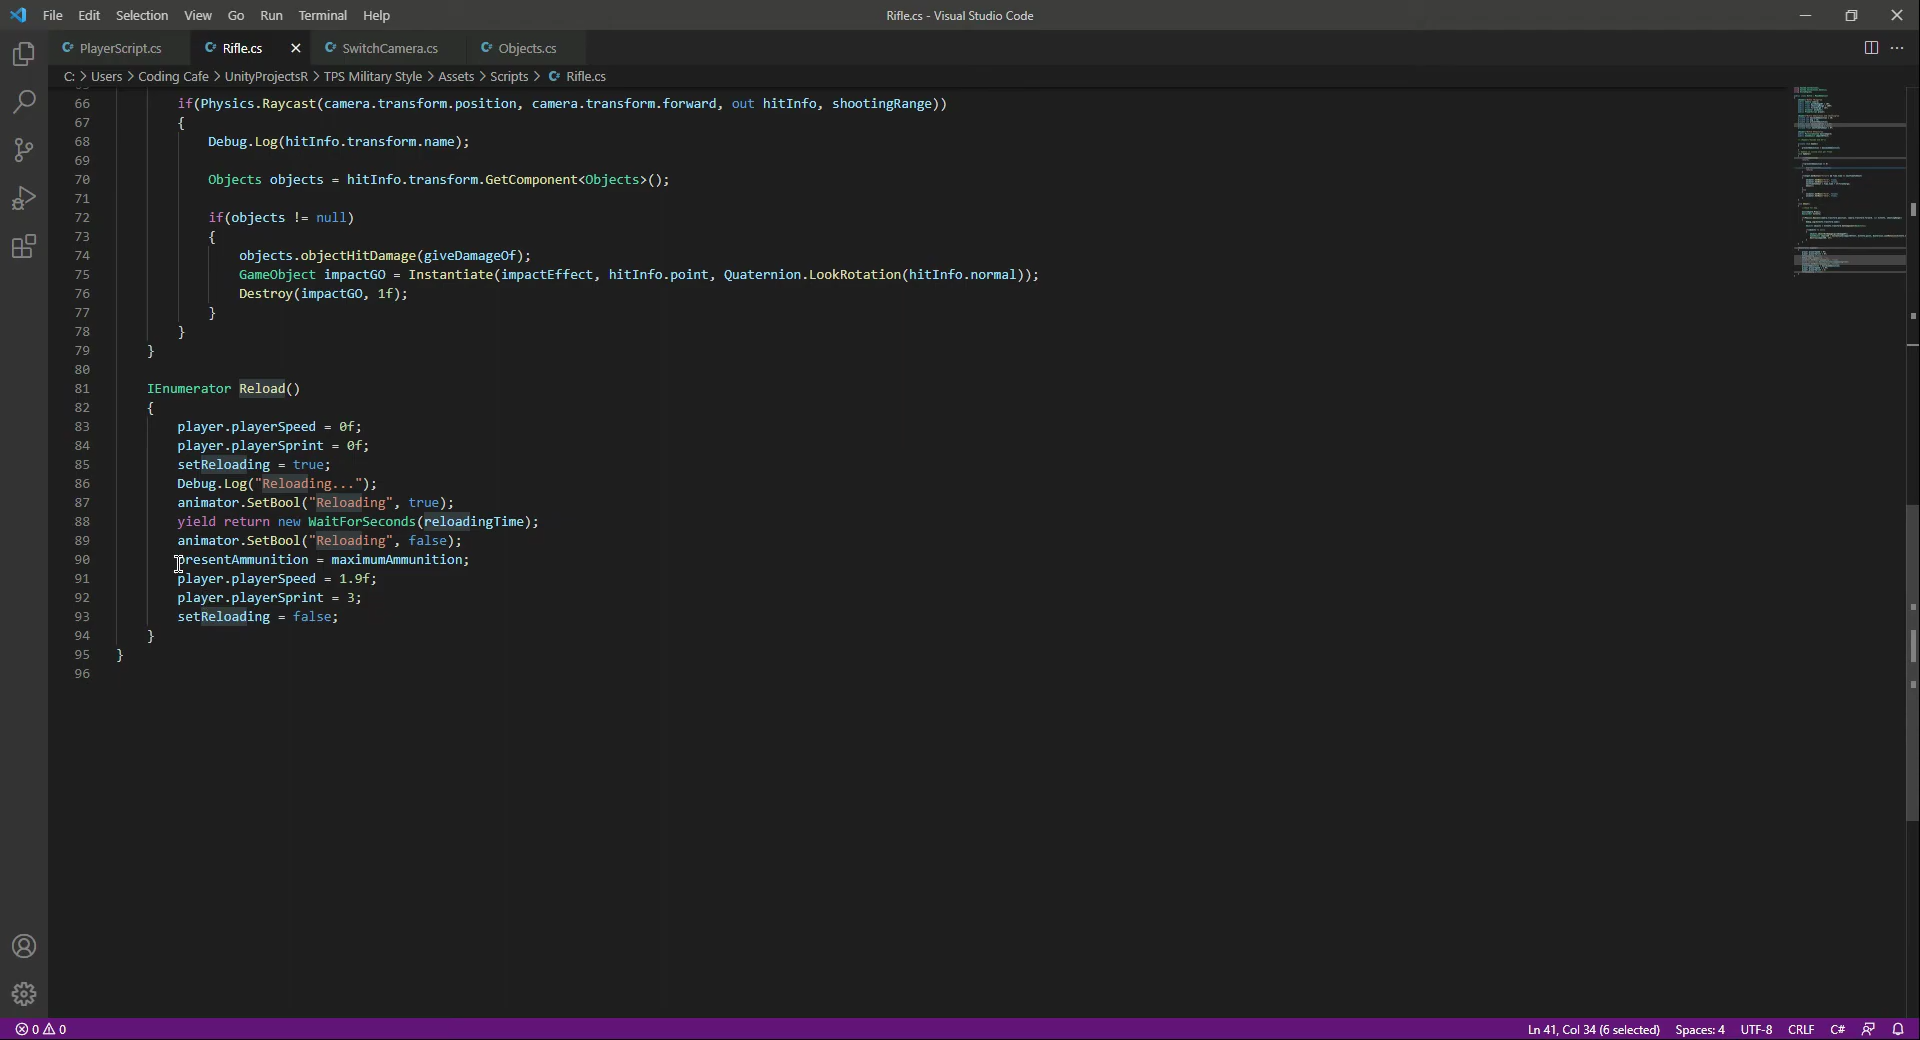 File Edit Selection View Go Run Terminal Help Rifle.cs - Visual Studio Code
PlayerScript.cs Rifle.cs SwitchCamera.cs Objects.cs
C: > Users > Coding Cafe > UnityProjectsR > TPS Military Style > Assets > Scripts > Rifle.cs
66 if(Physics.Raycast(camera.transform.position, camera.transform.forward, out hitInfo, shootingRange))
67 {
68 Debug.Log(hitInfo.transform.name);
69
70 Objects objects = hitInfo.transform.GetComponent<Objects>();
71
72 if(objects != null)
73 {
74 objects.objectHitDamage(giveDamageOf);
75 GameObject impactGO = Instantiate(impactEffect, hitInfo.point, Quaternion.LookRotation(hitInfo.normal));
76 Destroy(impactGO, 1f);
77 }
78 }
79 }
80
81 IEnumerator Reload()
82 {
83 player.playerSpeed = 0f;
84 player.playerSprint = 0f;
85 setReloading = true;
86 Debug.Log("Reloading...");
87 animator.SetBool("Reloading", true);
88 yield return new WaitForSeconds(reloadingTime);
89 animator.SetBool("Reloading", false);
90 presentAmmunition = maximumAmmunition;
91 player.playerSpeed = 1.9f;
92 player.playerSprint = 3;
93 setReloading = false;
94 }
95 }
96
0 0 Ln 41, Col 34 (6 selected) Spaces: 4 UTF-8 CRLF C#